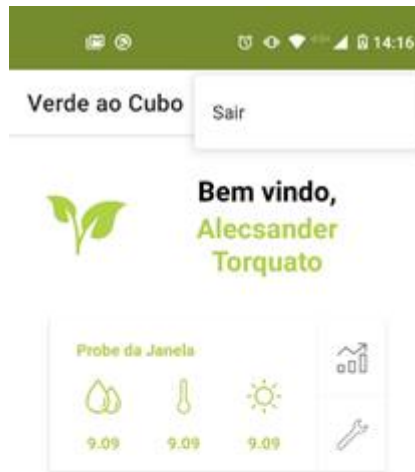 14:16
Verde ao Cubo
Sair
Bem vindo,
Alecsander
Torquato
Probe da Janela
9.09 9.09 9.09